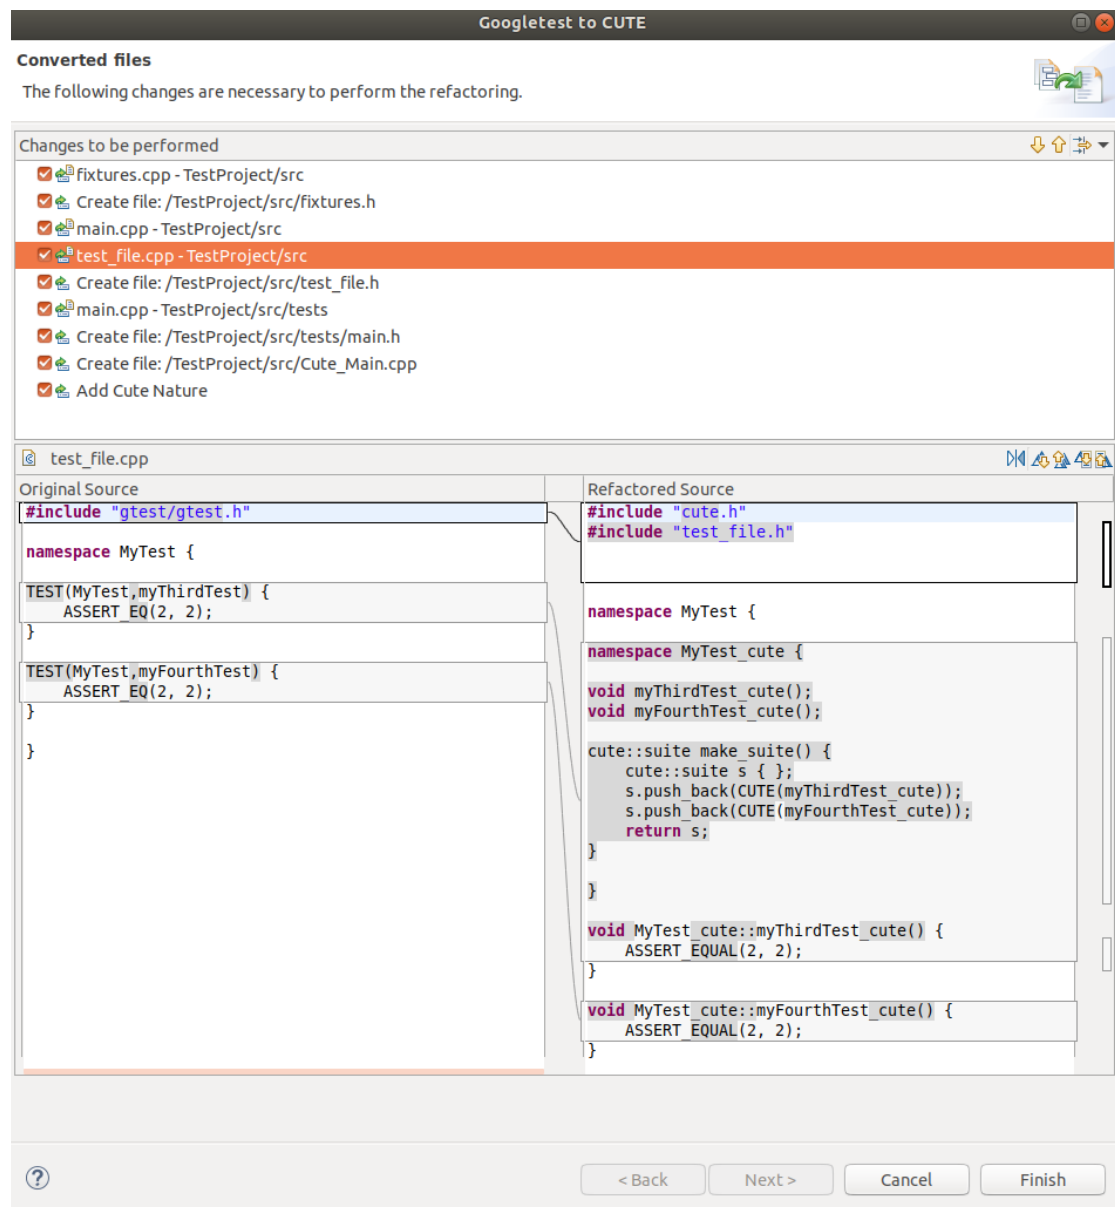 Googletest to CUTE
Converted files
The following changes are necessary to perform the refactoring.
Changes to be performed
fixtures.cpp - TestProject/src
Create file: /TestProject/src/fixtures.h
main.cpp - TestProject/src
test_file.cpp - TestProject/src
Create file: /TestProject/src/test_file.h
main.cpp - TestProject/src/tests
Create file: /TestProject/src/tests/main.h
Create file: /TestProject/src/Cute_Main.cpp
Add Cute Nature
test_file.cpp
Original Source
#include "gtest/gtest.h"
namespace MyTest {
TEST(MyTest,myThirdTest) {
ASSERT_EQ(2, 2);
}
TEST(MyTest,myFourthTest) {
ASSERT_EQ(2, 2);
}
}
Refactored Source
#include "cute.h"
#include "test_file.h"
namespace MyTest {
namespace MyTest_cute {
void myThirdTest_cute();
void myFourthTest_cute();
cute::suite make_suite() {
cute::suite s { };
s.push_back(CUTE(myThirdTest_cute));
s.push_back(CUTE(myFourthTest_cute));
return s;
}
}
void MyTest_cute::myThirdTest_cute() {
ASSERT_EQUAL(2, 2);
}
void MyTest_cute::myFourthTest_cute() {
ASSERT_EQUAL(2, 2);
}
< Back
Next >
Cancel
Finish